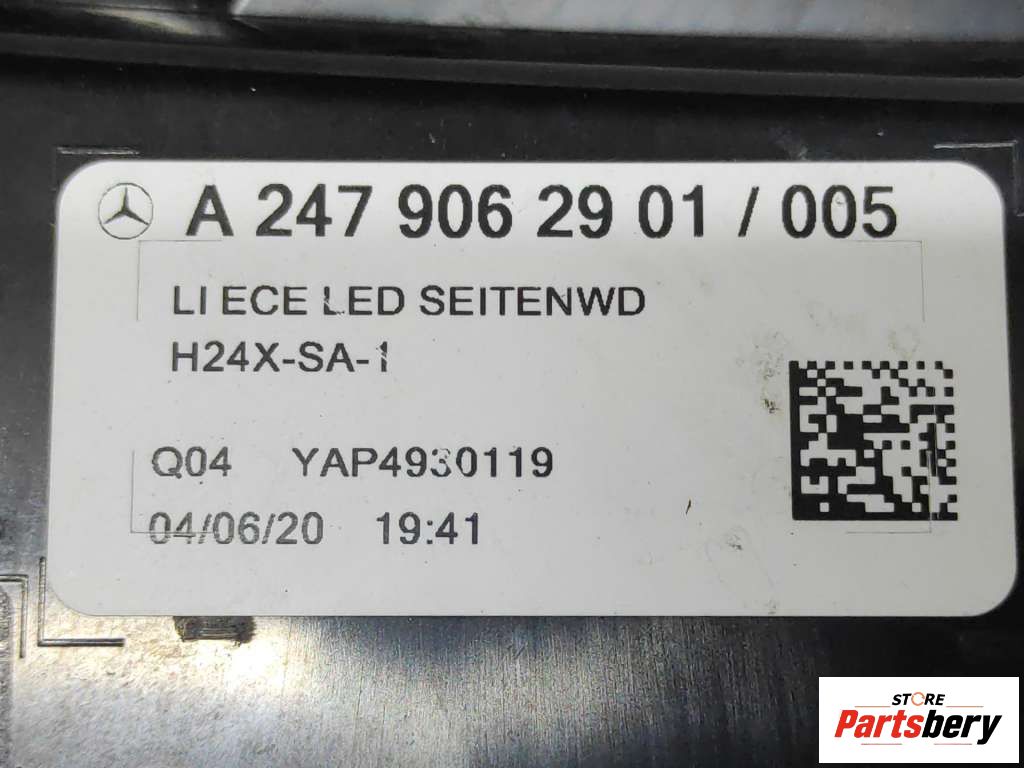 A 247 906 29 01 / 005
LI ECE LED SEITENWD
H24X-SA-1
Q04 YAP4930119
04/06/20 19:41
STORE
Partsbery